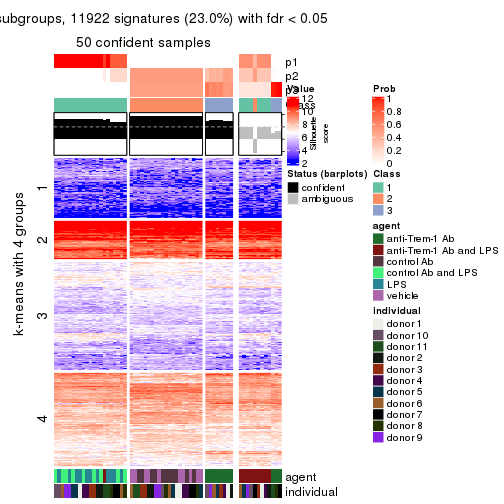 subgroups, 11922 signatures (23.0%) with fdr < 0.05
50 confident samples
p1
p2
p3
Class
Silhouette
score
k-means with 4 groups
1
2
3
4
agent
individual
Value
12
10
8
6
4
2
Prob
1
0.8
0.6
0.4
0.2
0
Status (barplots)
confident
ambiguous
Class
1
2
3
agent
anti-Trem-1 Ab
anti-Trem-1 Ab and LPS
control Ab
control Ab and LPS
LPS
vehicle
individual
donor 1
donor 10
donor 11
donor 2
donor 3
donor 4
donor 5
donor 6
donor 7
donor 8
donor 9